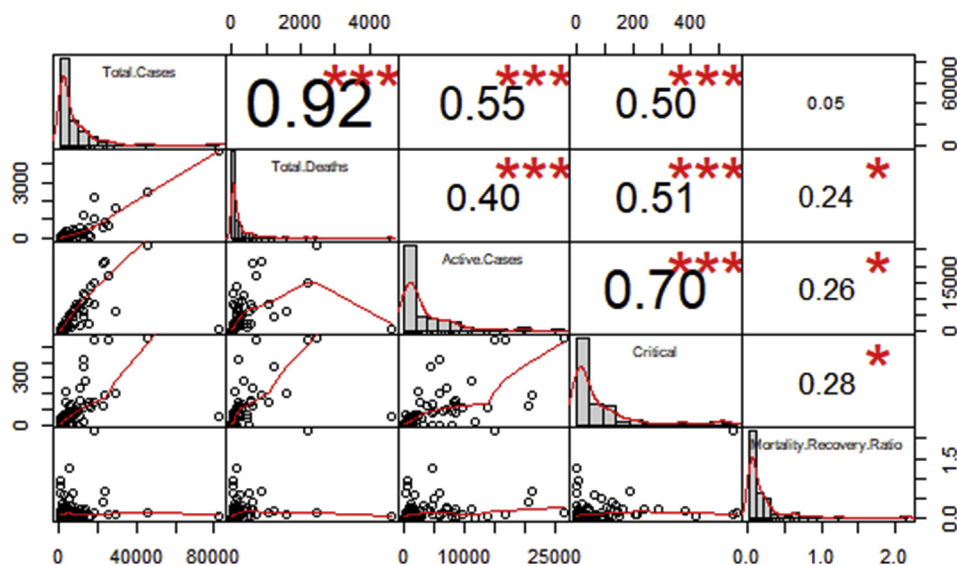 0 2000 4000 0 200 400
Total.Cases 0.92 *** 0.55 *** 0.50 *** 0.05
0 60000
0 3000
Total.Deaths 0.40 *** 0.51 *** 0.24 *
Active.Cases 0.70 *** 0.26 *
0 15000
0 300
Critical 0.28 *
Mortality.Recovery.Ratio
0.0 1.5
0 40000 80000 0 10000 25000 0.0 1.0 2.0